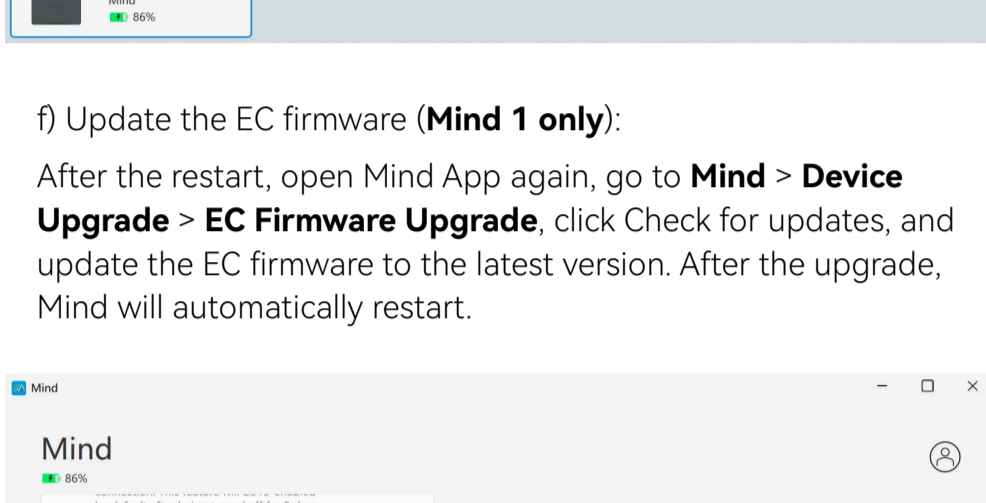 Mind
86%
f) Update the EC firmware (Mind 1 only):
After the restart, open Mind App again, go to Mind > Device
Upgrade > EC Firmware Upgrade, click Check for updates, and
update the EC firmware to the latest version. After the upgrade,
Mind will automatically restart.
Mind
Mind
86%